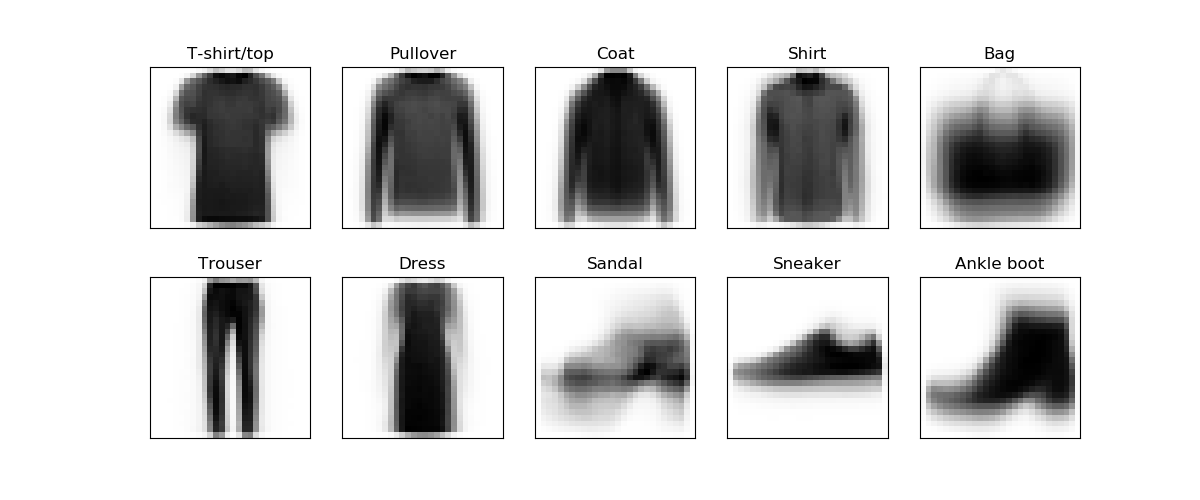 T-shirt/top
Pullover
Coat
Shirt
Bag
Trouser
Dress
Sandal
Sneaker
Ankle boot